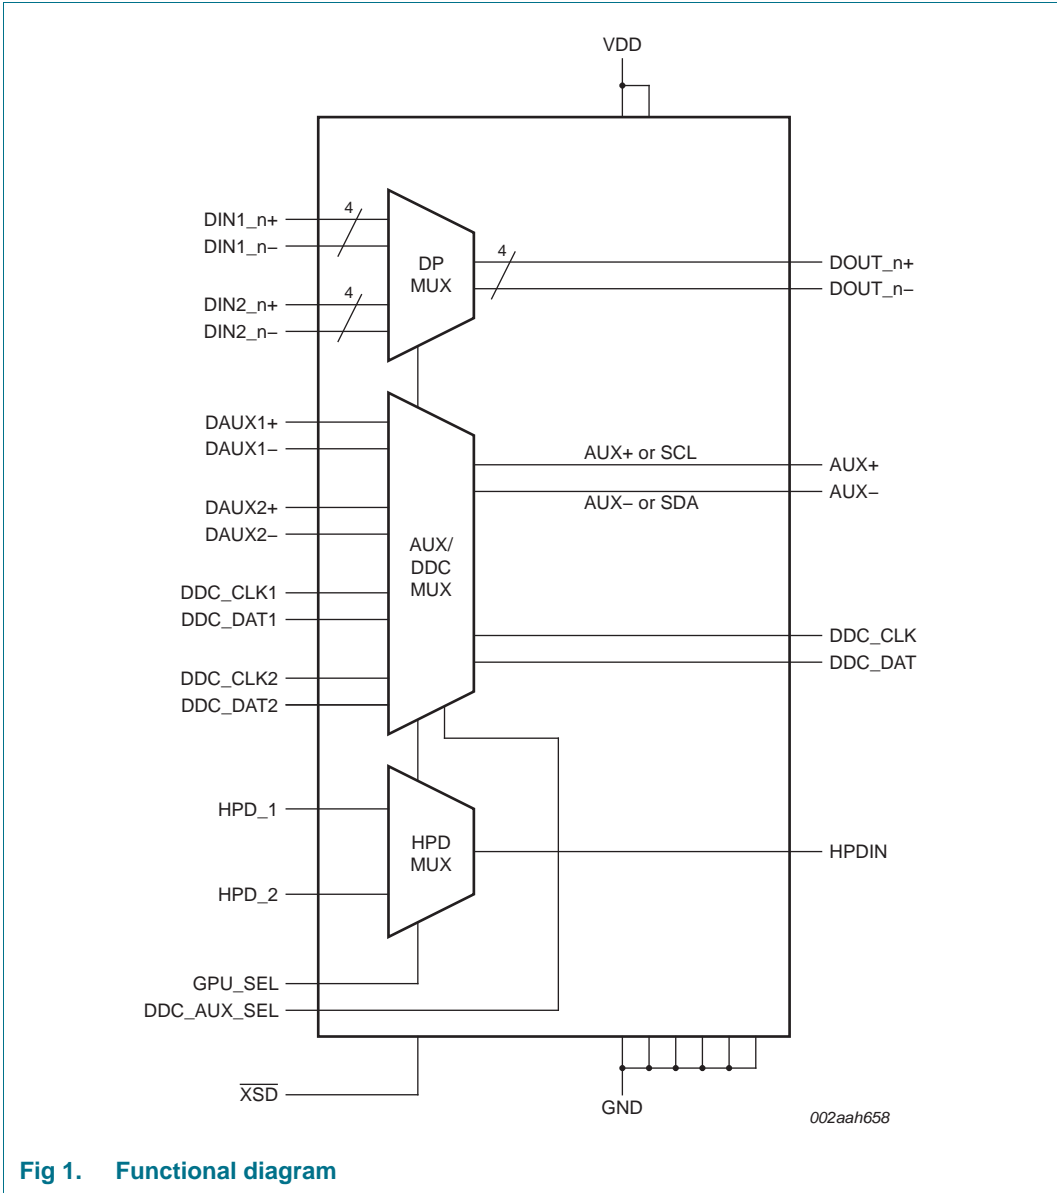 VDD
DIN1_n+
DIN1_n−
4
DIN2_n+
DIN2_n−
4
DP
MUX
4
DOUT_n+
DOUT_n−
DAUX1+
DAUX1−
DAUX2+
DAUX2−
DDC_CLK1
DDC_DAT1
DDC_CLK2
DDC_DAT2
AUX/
DDC
MUX
AUX+ or SCL
AUX− or SDA
AUX+
AUX−
DDC_CLK
DDC_DAT
HPD_1
HPD_2
HPD
MUX
HPDIN
GPU_SEL
DDC_AUX_SEL
XSD
GND
002aah658
Fig 1. Functional diagram